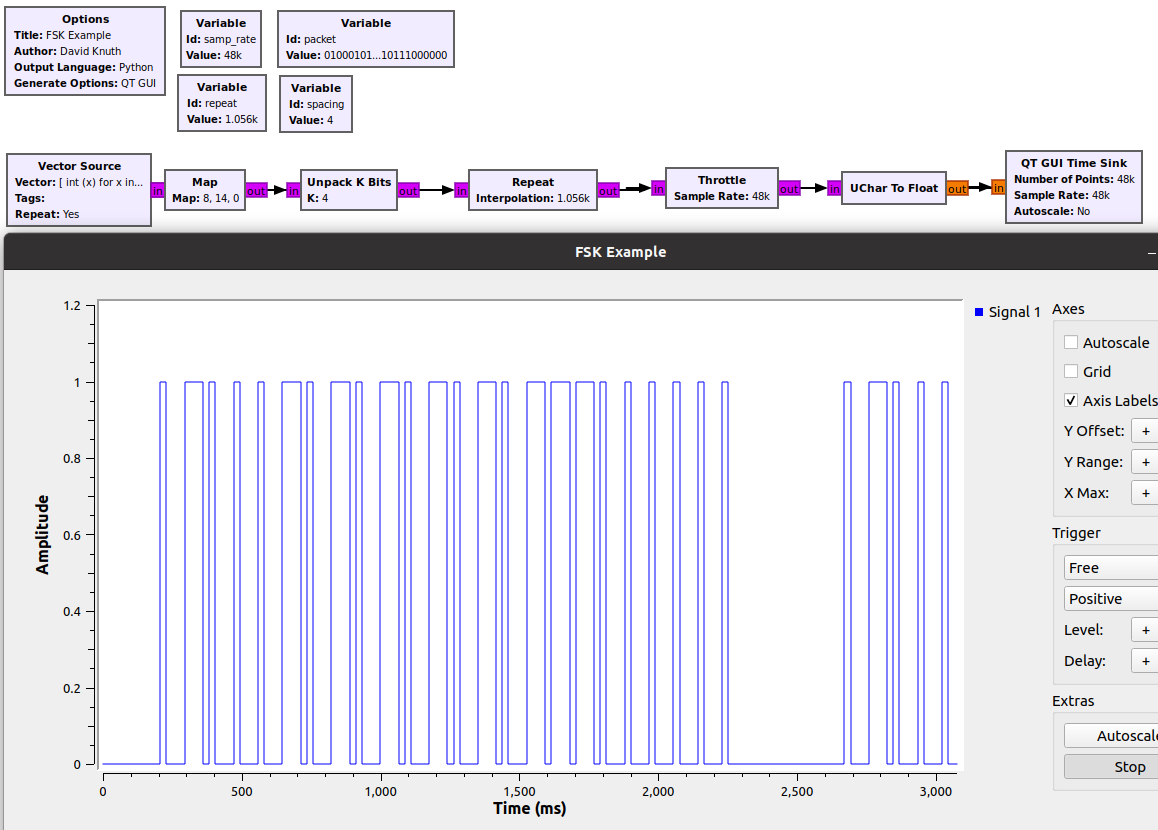 Options
Title: FSK Example
Author: David Knuth
Output Language: Python
Generate Options: QT GUI
Variable
Id: samp_rate
Value: 48k
Variable
Id: packet
Value: 01000101...10111000000
Variable
Id: repeat
Value: 1.056k
Variable
Id: spacing
Value: 4
Vector Source
Vector: [ int (x) for x in...
Tags:
Repeat: Yes
in
Map
Map: 8, 14, 0
out
in
Unpack K Bits
K: 4
out
in
Repeat
Interpolation: 1.056k
out
in
Throttle
Sample Rate: 48k
out
in
UChar To Float
out
in
QT GUI Time Sink
Number of Points: 48k
Sample Rate: 48k
Autoscale: No
FSK Example
1.2
1
0.8
0.6
0.4
0.2
0
Amplitude
0
500
1,000
1,500
2,000
2,500
3,000
Time (ms)
Signal 1
Axes
Autoscale
Grid
Axis Labels
Y Offset: +
Y Range: +
X Max: +
Trigger
Free
Positive
Level: +
Delay: +
Extras
Autoscale
Stop